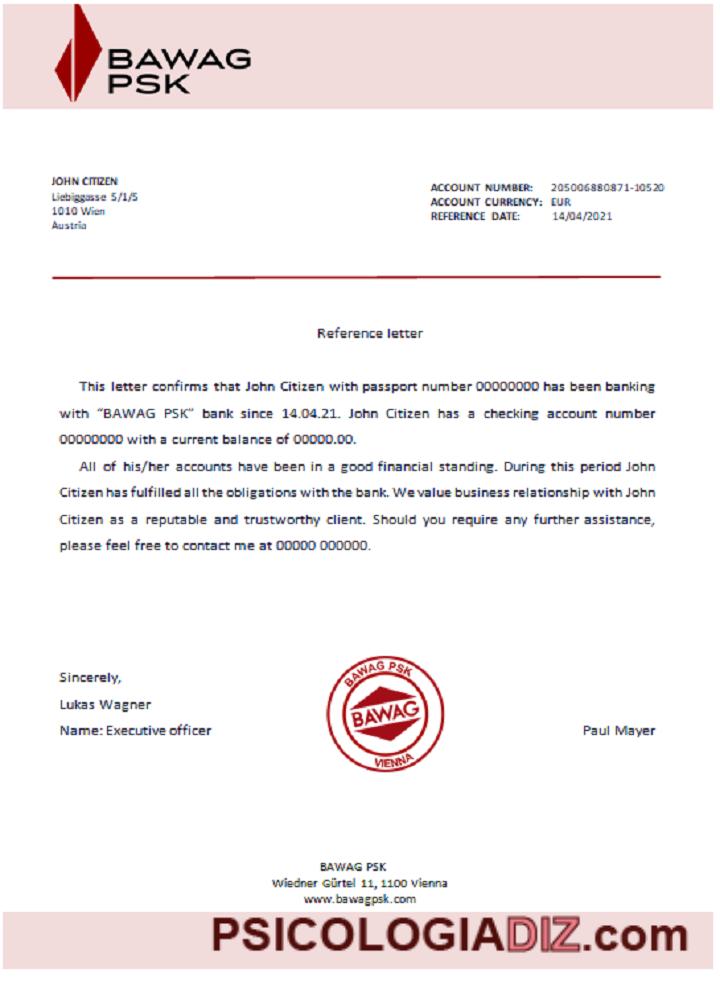 BAWAG
PSK
JOHN CITIZEN
Liebiggasse 5/1/5
1010 Wien
Austria
ACCOUNT NUMBER: 205006880871-10520
ACCOUNT CURRENCY: EUR
REFERENCE DATE: 14/04/2021
Reference letter
This letter confirms that John Citizen with passport number 00000000 has been banking
with “BAWAG PSK” bank since 14.04.21. John Citizen has a checking account number
00000000 with a current balance of 00000.00.
All of his/her accounts have been in a good financial standing. During this period John
Citizen has fulfilled all the obligations with the bank. We value business relationship with John
Citizen as a reputable and trustworthy client. Should you require any further assistance,
please feel free to contact me at 00000 000000.
Sincerely,
Lukas Wagner
Name: Executive officer
BAWAG PSK
BAWAG
VIENNA
Paul Mayer
BAWAG PSK
Wiedner Gürtel 11, 1100 Vienna
www.bawagpsk.com
PSICOLOGIADIZ.com